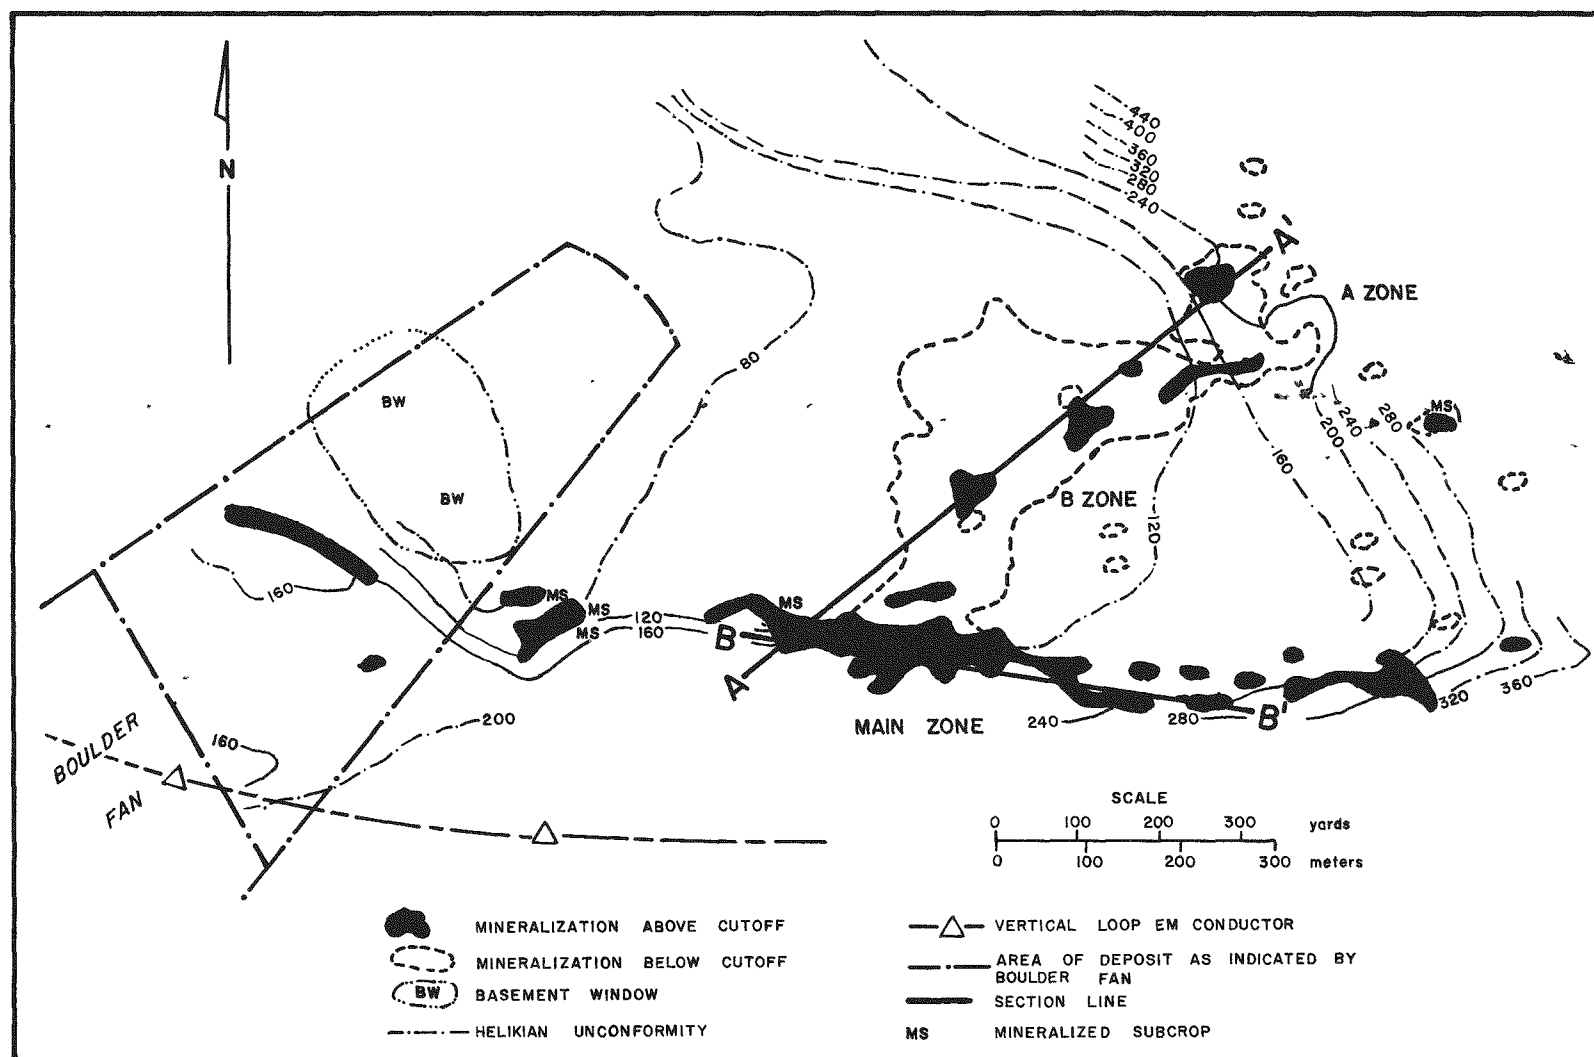 440
400
360
320
280
240
N
A
A ZONE
80
BW
MS
280
240
200
160
BW
B ZONE
120
160
MS
MS
MS
120
160
MS
B
A
MAIN ZONE
240
280
B
320
360
200
160
BOULDER
FAN
SCALE
0 100 200 300 yards
0 100 200 300 meters
MINERALIZATION ABOVE CUTOFF
MINERALIZATION BELOW CUTOFF
BW BASEMENT WINDOW
HELIKIAN UNCONFORMITY
VERTICAL LOOP EM CONDUCTOR
AREA OF DEPOSIT AS INDICATED BY
BOULDER FAN
SECTION LINE
MS MINERALIZED SUBCROP